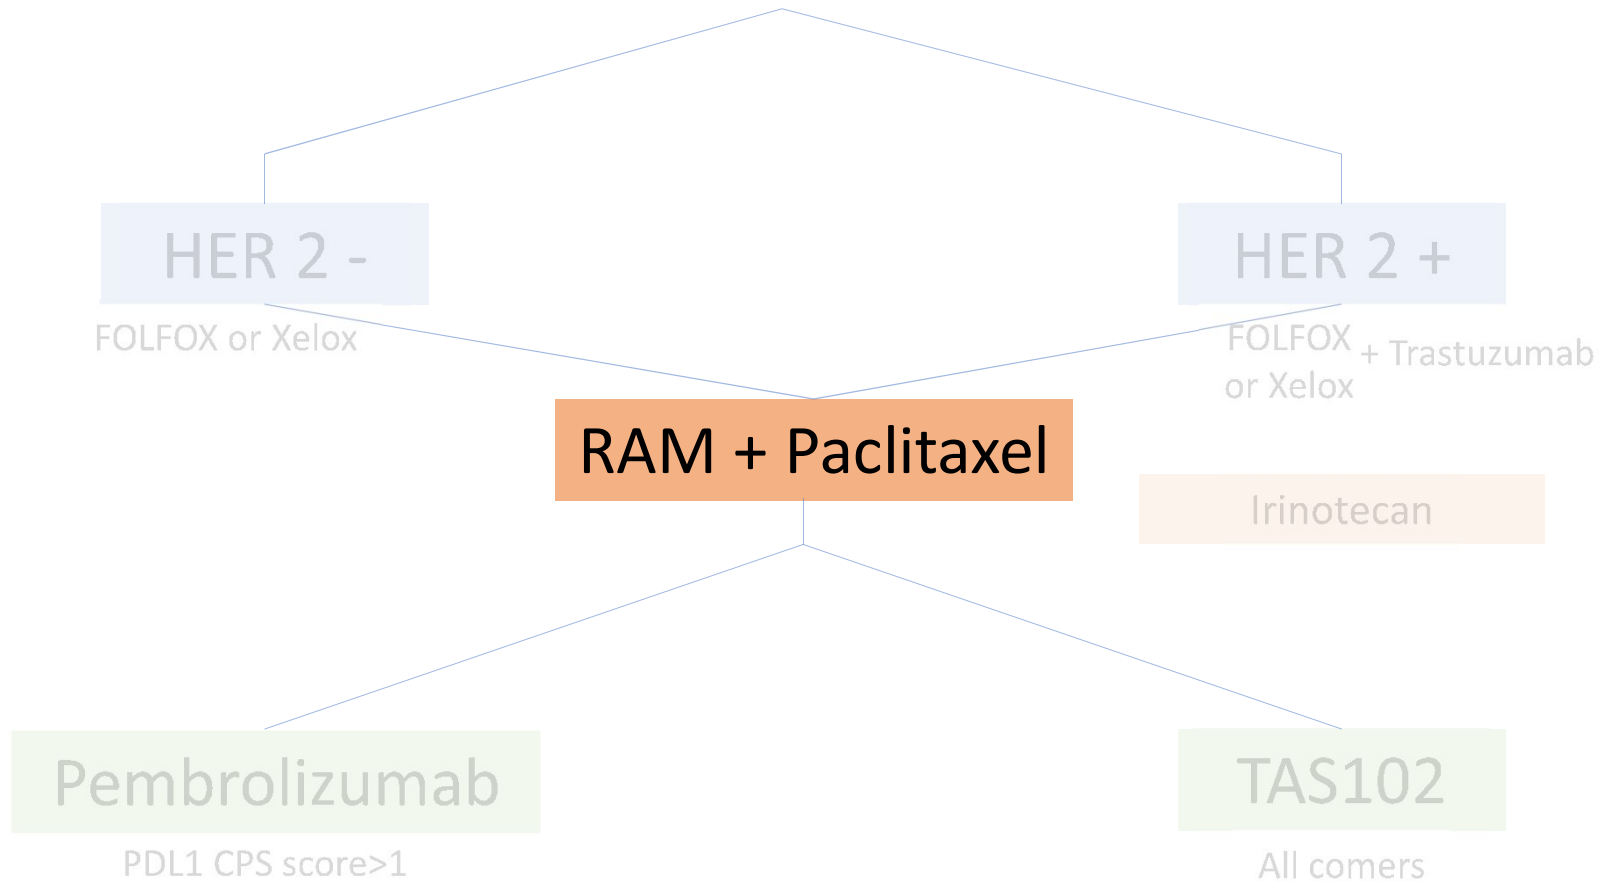 HER 2 -
HER 2 +
FOLFOX or Xelox
FOLFOX
or Xelox
+ Trastuzumab
RAM + Paclitaxel
Irinotecan
Pembrolizumab
TAS102
PDL1 CPS score>1
All comers